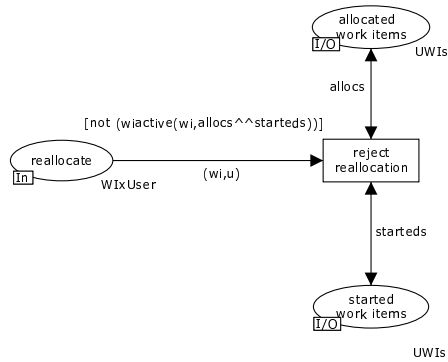 allocated
work items
I/O
UWIs
allocs
[not (wiactive(wi,allocs^^starteds))]
reject
reallocation
reallocate
In
WIxUser
(wi,u)
starteds
started
work items
I/O
UWIs